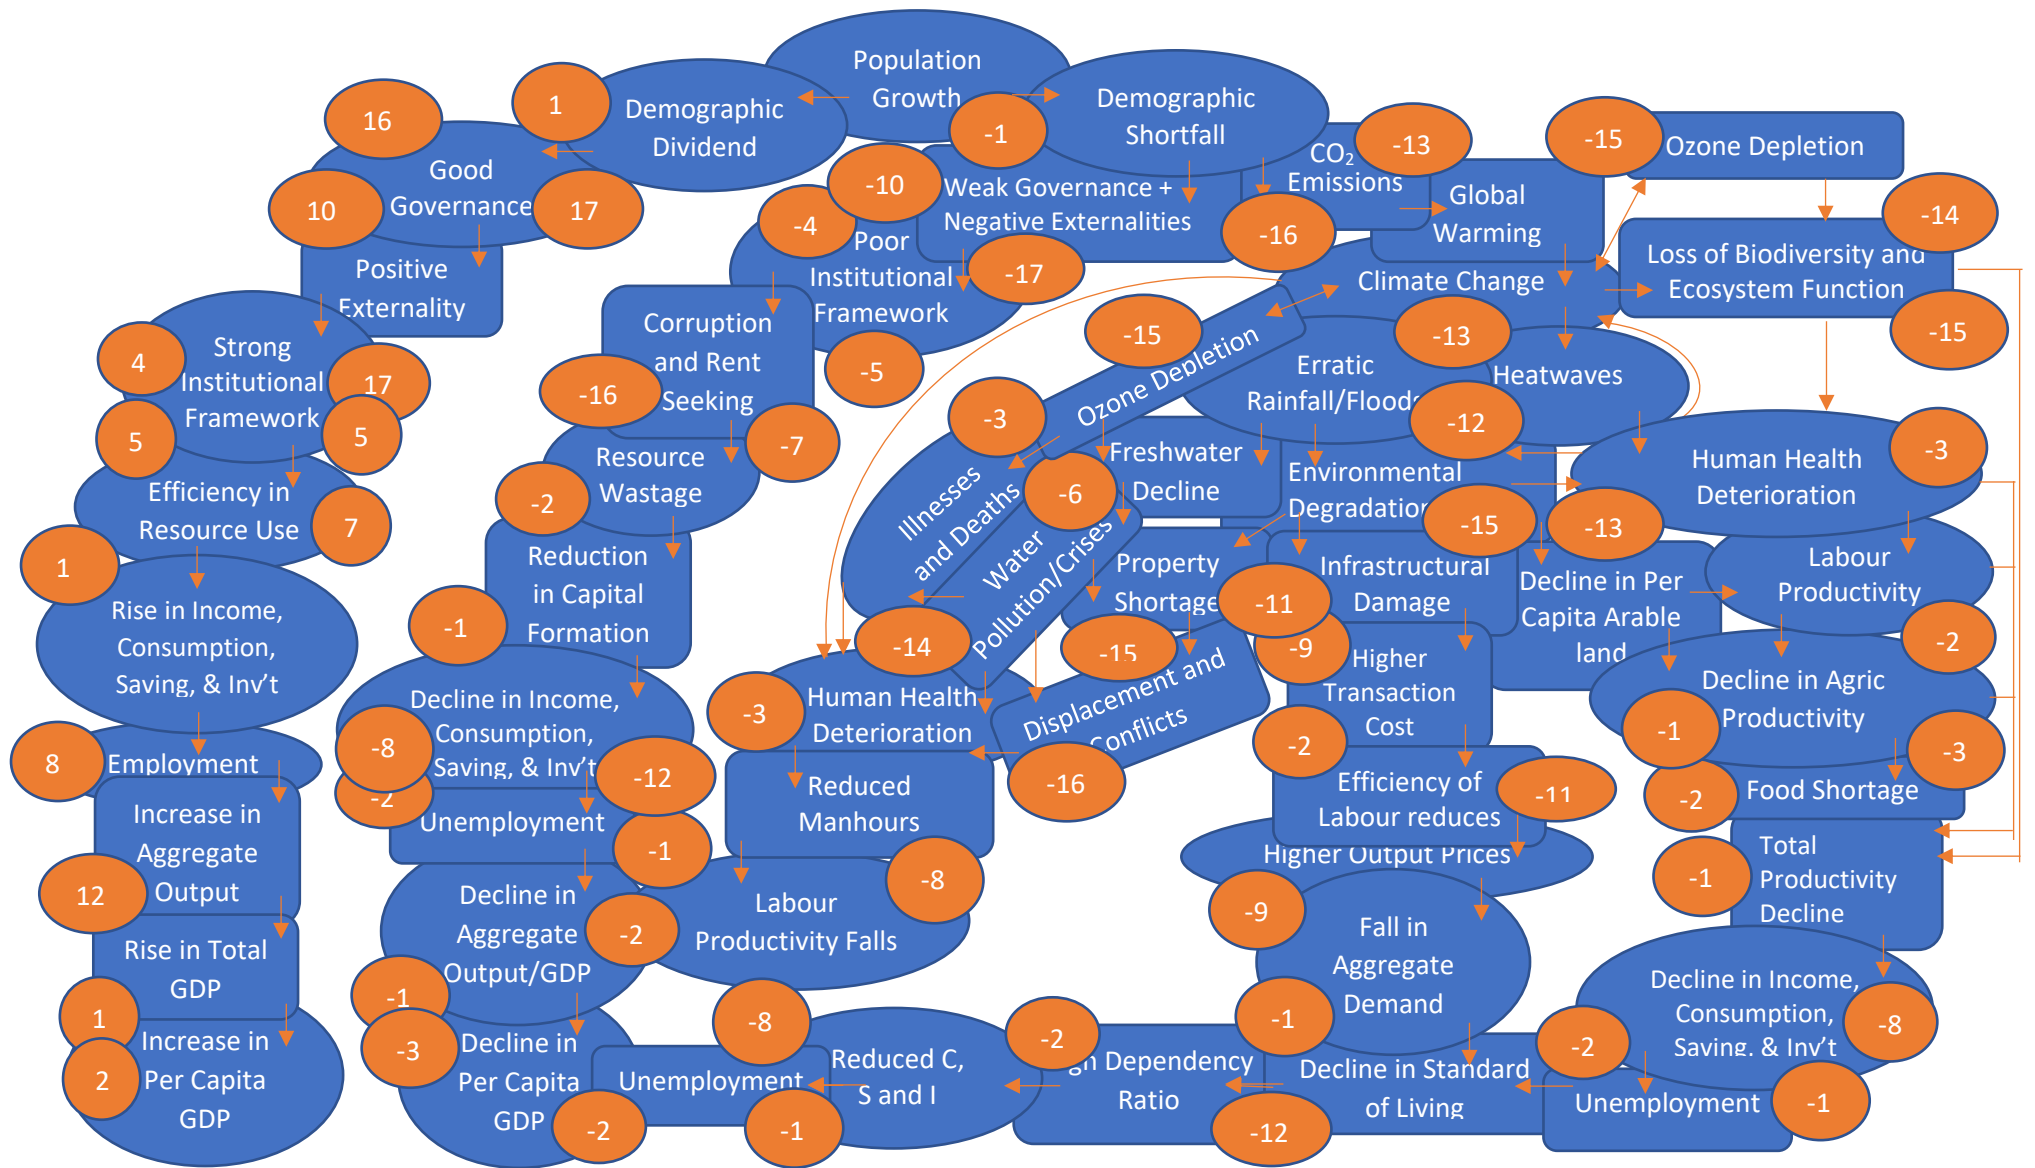 Population
Growth
Demographic
Dividend
1
Demographic
Shortfall
-1
16
Good
Governance
10
17
Positive
Externality
Strong
Institutional
Framework
4
17
5
5
Efficiency in
Resource Use
7
1
Rise in Income,
Consumption,
Saving, & Inv't
8
Employment
Increase in
Aggregate
Output
12
Rise in Total
GDP
1
Increase in
Per Capita
GDP
2
-10
Weak Governance +
Negative Externalities
-17
-4
Poor
Institutional
Framework
-5
Corruption
and Rent
Seeking
-16
-7
Resource
Wastage
-2
Reduction
in Capital
Formation
-1
Decline in Income,
Consumption,
Saving, & Inv't
-8
-12
-2
Unemployment
-1
Decline in
Aggregate
Output/GDP
-2
-1
-3
Decline in
Per Capita
GDP
-2
CO2
Emissions
-13
-16
Global
Warming
-15
Ozone Depletion
-14
Loss of Biodiversity and
Ecosystem Function
-15
Climate Change
-15
Ozone Depletion
Erratic
Rainfall/Floods
-13
Heatwaves
-12
-3
Illnesses
and Deaths
-6
Water
Pollution/Crises
-14
Freshwater
Decline
Environmental
Degradation
-15
-13
Human Health
Deterioration
-3
Property
Shortage
-11
-15
Infrastructural
Damage
-9
Decline in Per
Capita Arable
land
Labour
Productivity
-2
Displacement and
Conflicts
-16
Human Health
Deterioration
-3
Reduced
Manhours
-8
Labour
Productivity Falls
Higher
Transaction
Cost
-2
Efficiency of
Labour reduces
-11
Higher Output Prices
-9
Fall in
Aggregate
Demand
-1
Decline in Agric
Productivity
-1
-3
-2
Food Shortage
Total
Productivity
Decline
-1
Decline in Income,
Consumption,
Saving, & Inv't
-8
-2
Unemployment
-1
Decline in Standard
of Living
-12
Dependency
Ratio
-2
Reduced C,
S and I
-8
Unemployment
-1